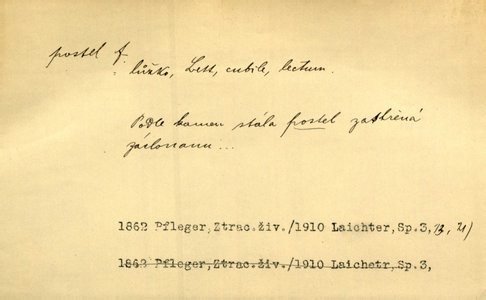 postel f.
lůžko, Bett, cubile, lectum.
Podle kamen stála postel zastřená
záclonami...
1862 Pfleger,Ztrac.živ./1910 Laichter,Sp.3,
1862 Pfleger,Ztrac.živ./1910 Laichetr,Sp.3,